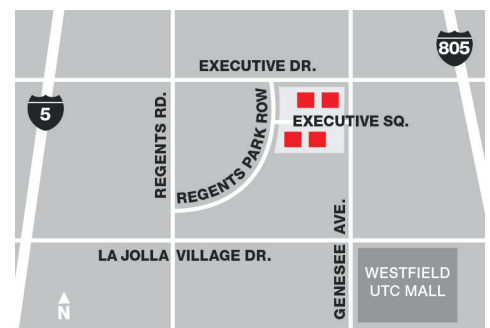 805
EXECUTIVE DR.
5
REGENTS RD.
REGENTS PARK ROW
EXECUTIVE SQ.
GENESEE AVE.
LA JOLLA VILLAGE DR.
WESTFIELD
UTC MALL
N